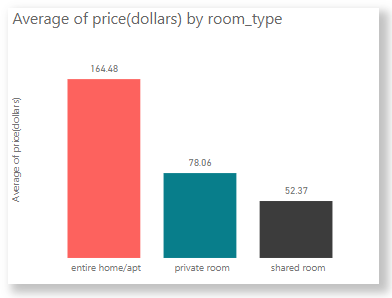 Average of price(dollars) by room_type
Average of price(dollars)
164.48
78.06
52.37
entire home/apt
private room
shared room